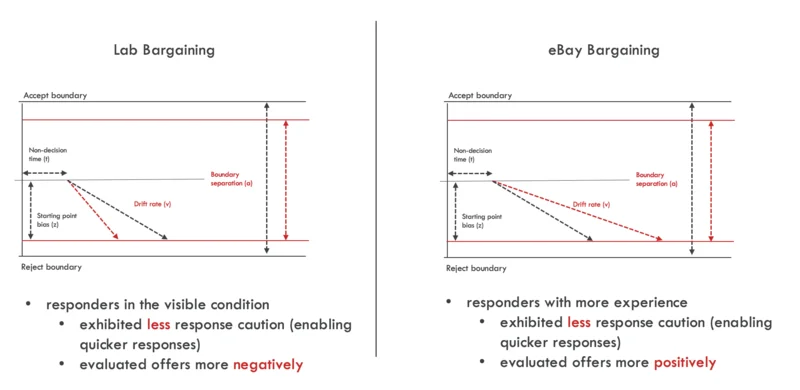 Lab Bargaining
Accept boundary
Non-decision
time (t)
Boundary
separation (a)
Drift rate (v)
Starting point
bias (z)
Reject boundary
• responders in the visible condition
• exhibited less response caution (enabling
quicker responses)
• evaluated offers more negatively
eBay Bargaining
Accept boundary
Non-decision
time (t)
Boundary
separation (a)
Drift rate (v)
Starting point
bias (z)
Reject boundary
• responders with more experience
• exhibited less response caution (enabling
quicker responses)
• evaluated offers more positively